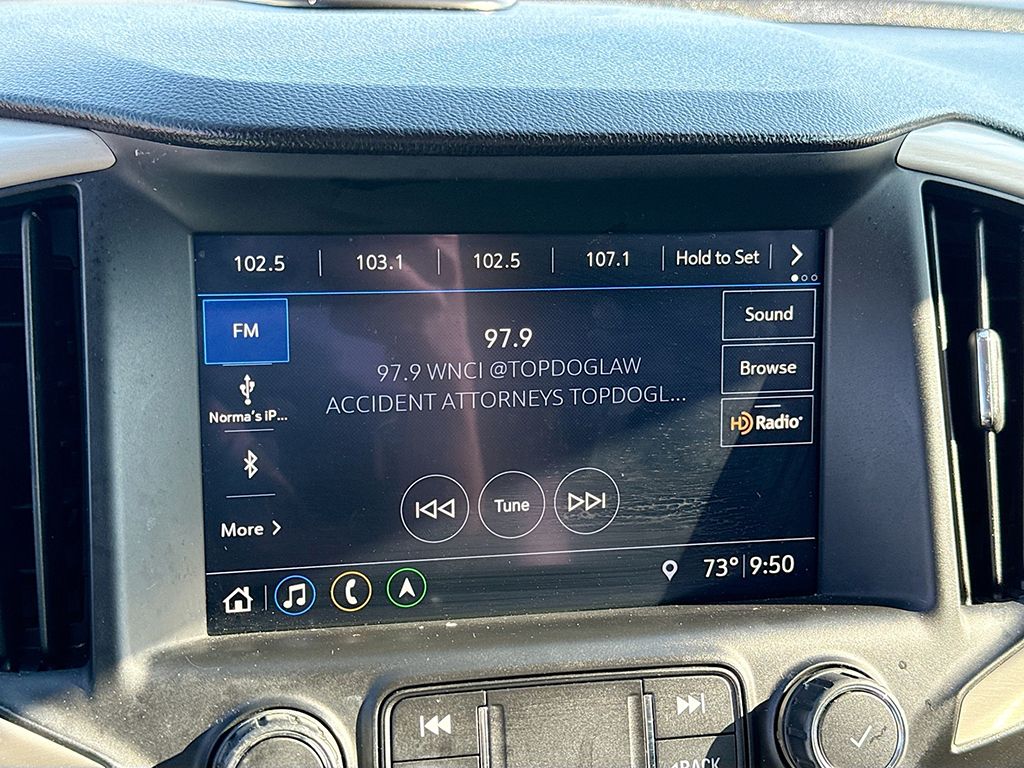 102.5 103.1 102.5 107.1 Hold to Set
FM
97.9
Sound
97.9 WNCI @TOPDOGLAW
Browse
ACCIDENT ATTORNEYS TOPDOGL...
Norma's iP...
HD Radio
Tune
More
73° 9:50
BACK